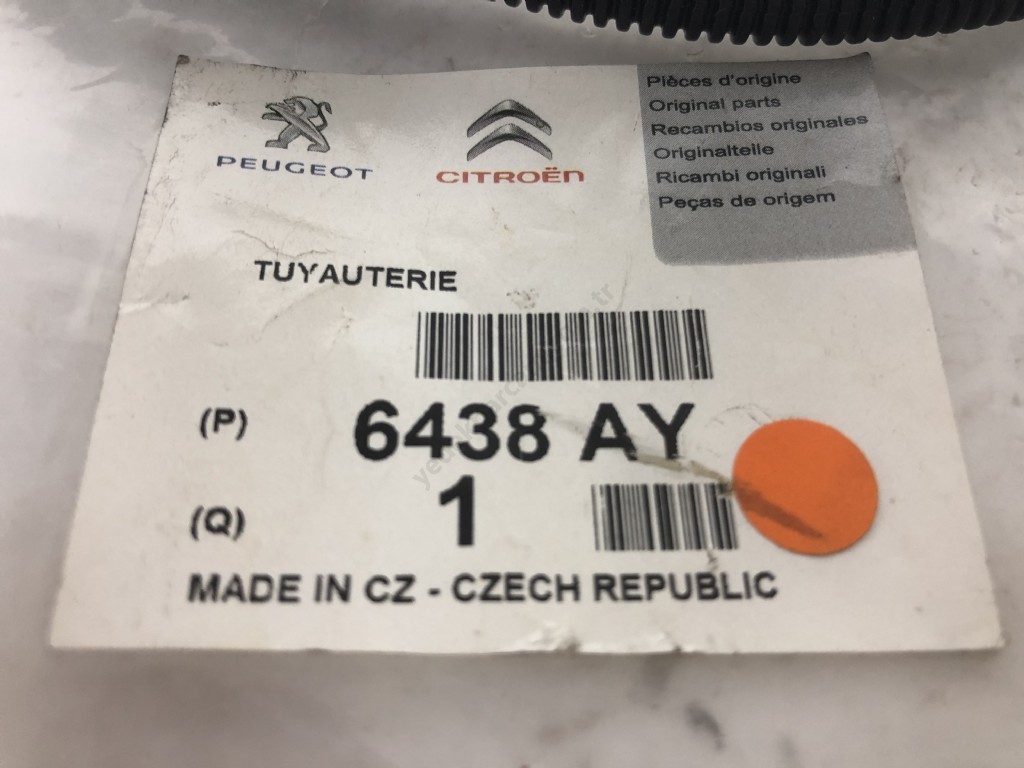 PEUGEOT
CITROËN
Pièces d'origine
Original parts
Recambios originales
Originalteile
Ricambi originali
Peças de origem
TUYAUTERIE
(P) 6438 AY
(Q) 1
MADE IN CZ - CZECH REPUBLIC